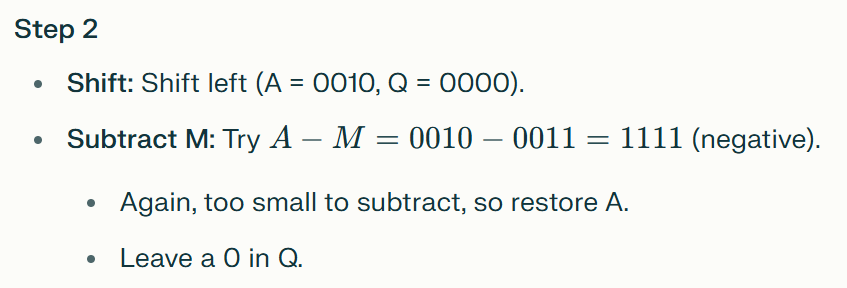 Step 2
• Shift: Shift left (A = 0010, Q = 0000).
• Subtract M: Try A − M = 0010 − 0011 = 1111 (negative).
• Again, too small to subtract, so restore A.
• Leave a 0 in Q.